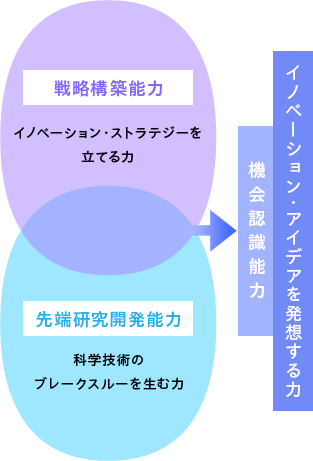 戦略構築能力
イノベーション・ストラテジーを
立てる力
先端研究開発能力
科学技術の
ブレークスルーを生む力
機会認識能力
イノベーション・アイデアを発想する力